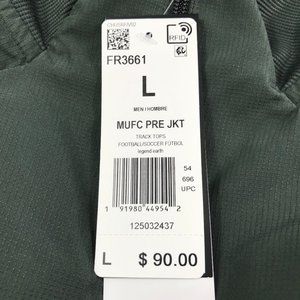 RFID
FR3661
L
MEN / HOMBRE
MUFC PRE JKT
TRACK TOPS
FOOTBALL/SOCCER FÚTBOL
legend earth
54
696
UPC
1 91980 44954 2
125032437
L $ 90.00